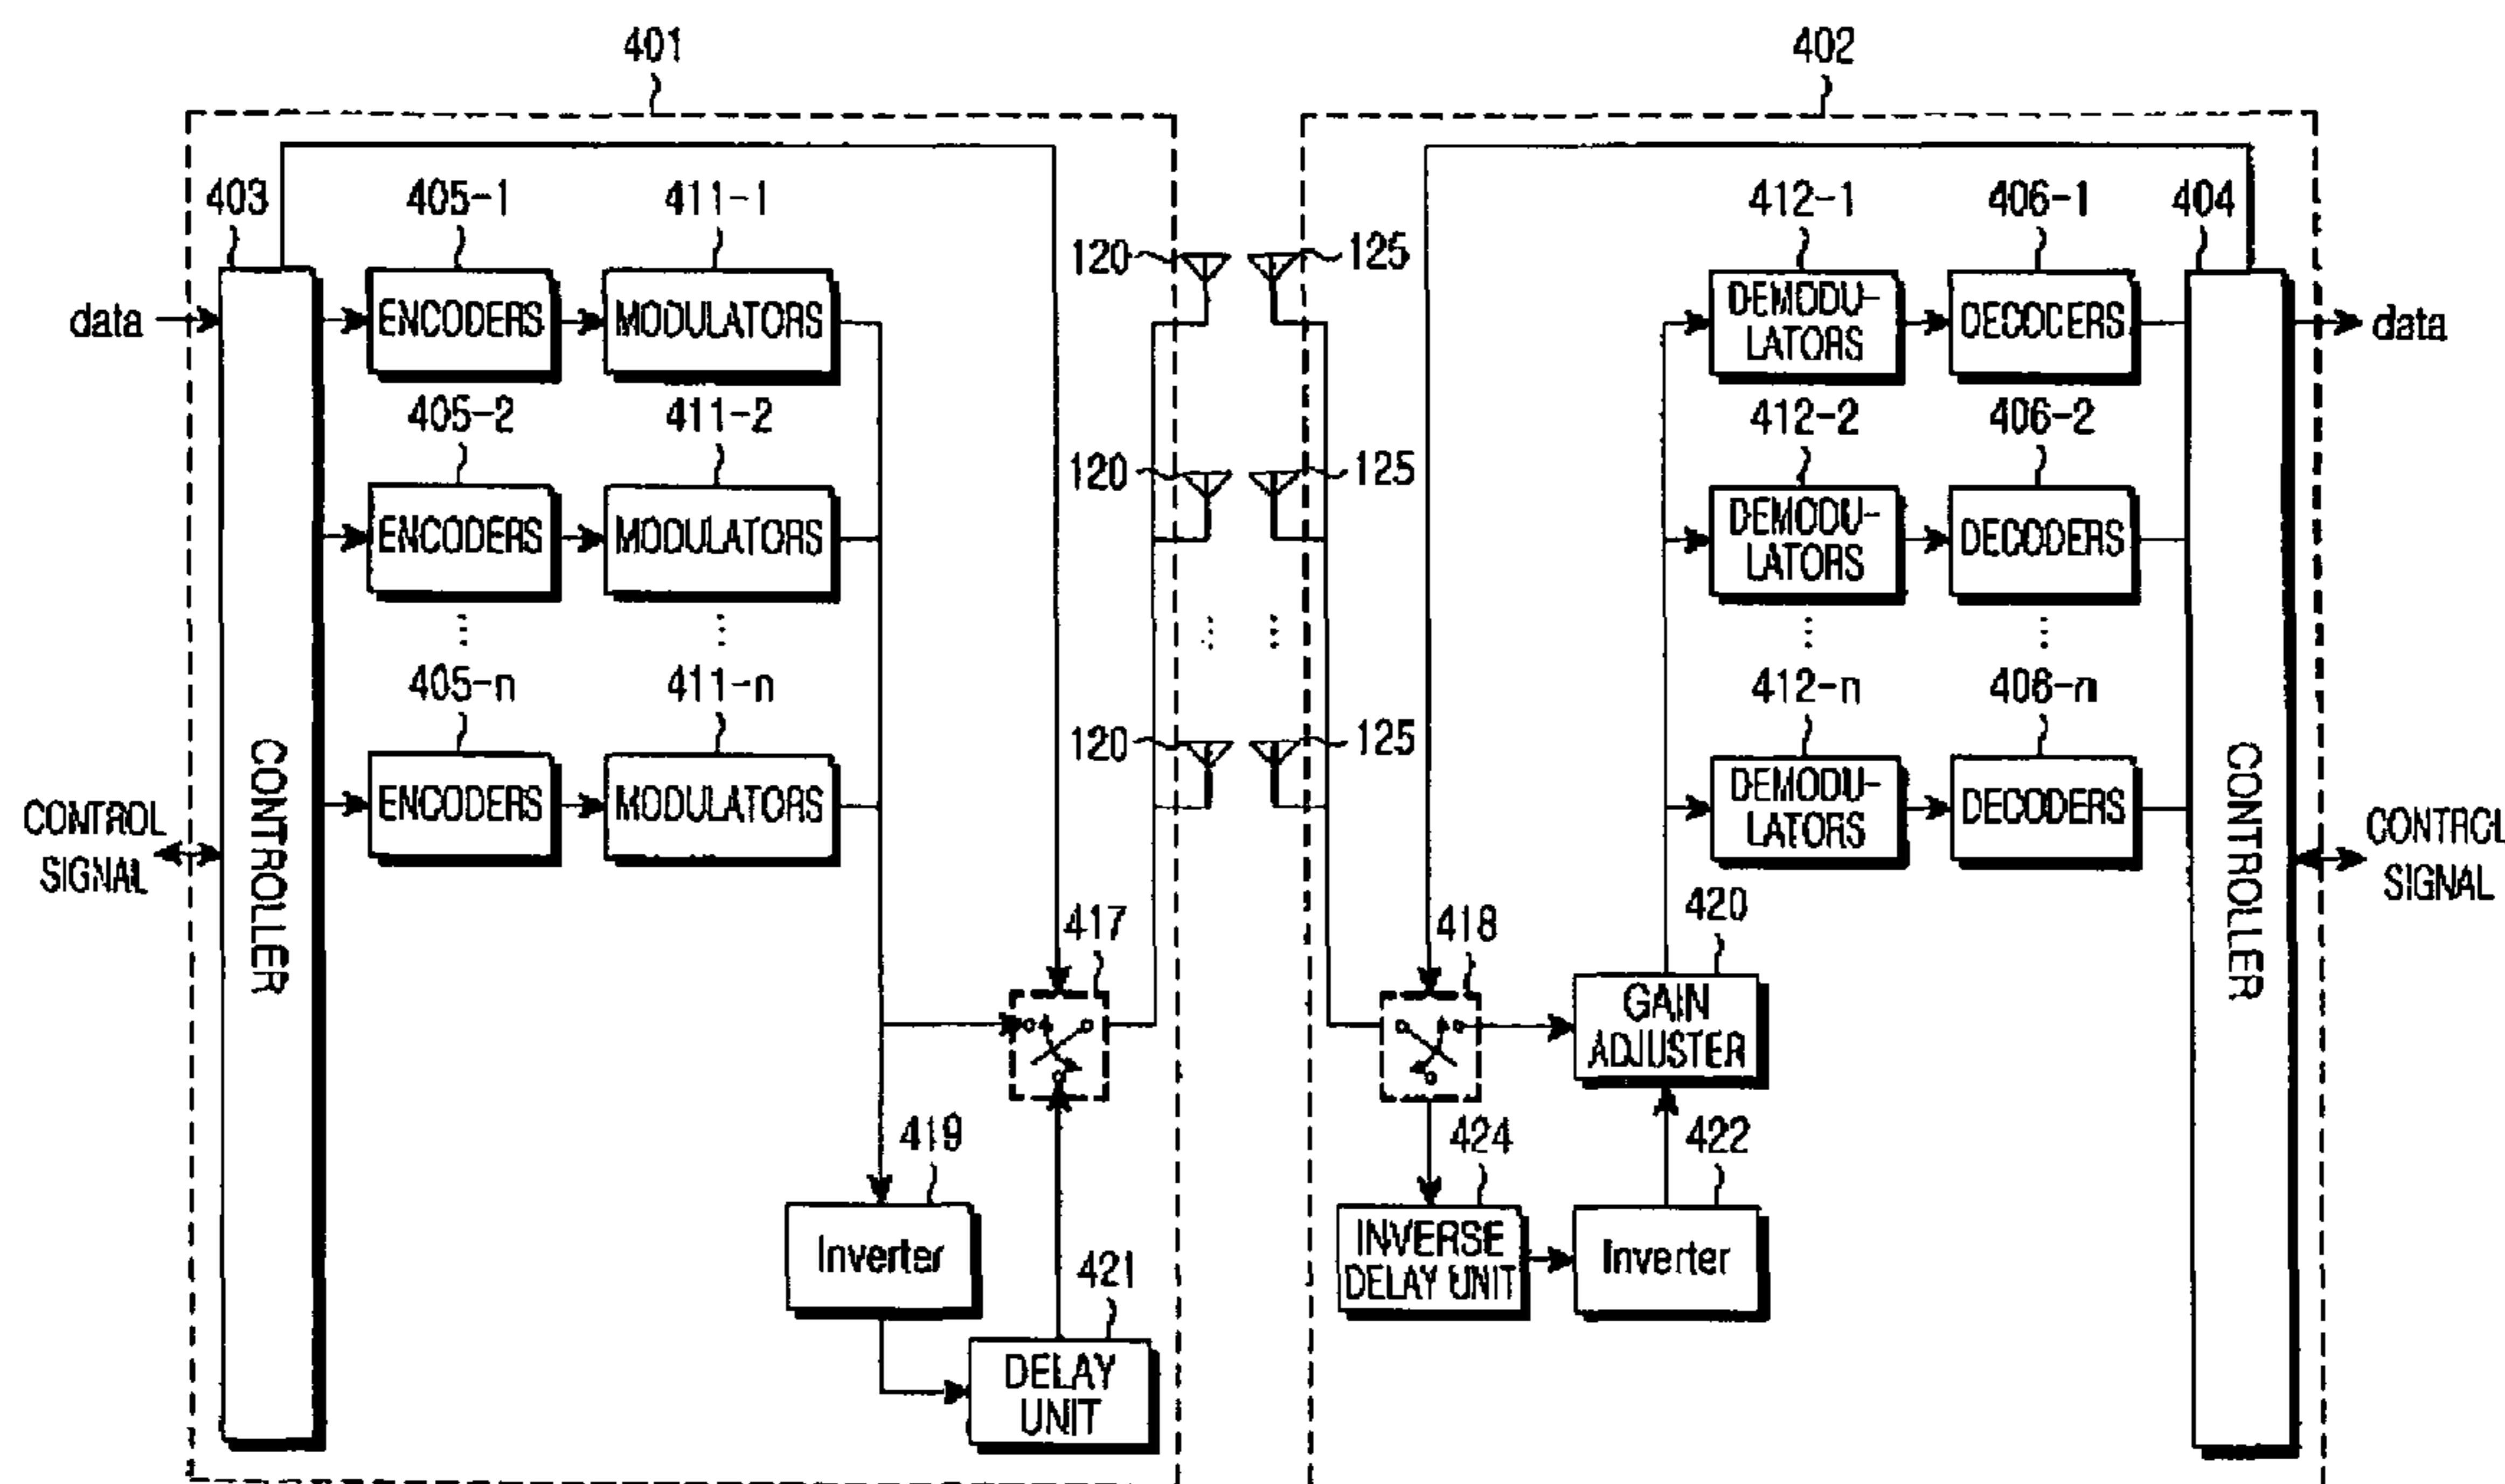 401
402
403
405-1
411-1
412-1
406-1
404
120
125
data
ENCODERS
MODULATORS
DEMODU-
LATORS
DECODERS
data
405-2
411-2
412-2
406-2
120
125
ENCODERS
MODULATORS
DEMODU-
LATORS
DECODERS
405-n
411-n
412-n
406-n
120
125
CONTROLLER
ENCODERS
MODULATORS
DEMODU-
LATORS
DECODERS
CONTROLLER
CONTROL
SIGNAL
CONTROL
SIGNAL
417
418
420
GAIN
ADJUSTER
419
424
422
Inverter
INVERSE
DELAY UNIT
Inverter
421
DELAY
UNIT